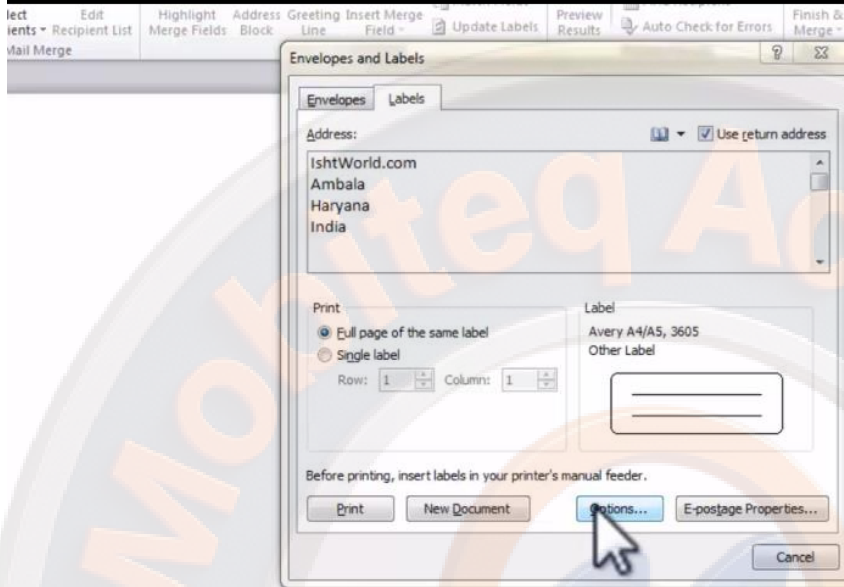 Edit
Recipient List
Highlight
Merge Fields
Address
Block
Greeting
Line
Insert Merge
Field
Update Labels
Preview
Results
Auto Check for Errors
Finish &
Merge
Mail Merge
Envelopes and Labels
Envelopes
Labels
Address:
Use return address
IshtWorld.com
Ambala
Haryana
India
Print
Full page of the same label
Single label
Row: 1 Column: 1
Label
Avery A4/A5, 3605
Other Label
Before printing, insert labels in your printer's manual feeder.
Print
New Document
Options...
E-postage Properties...
Cancel
Mobiteq Ac